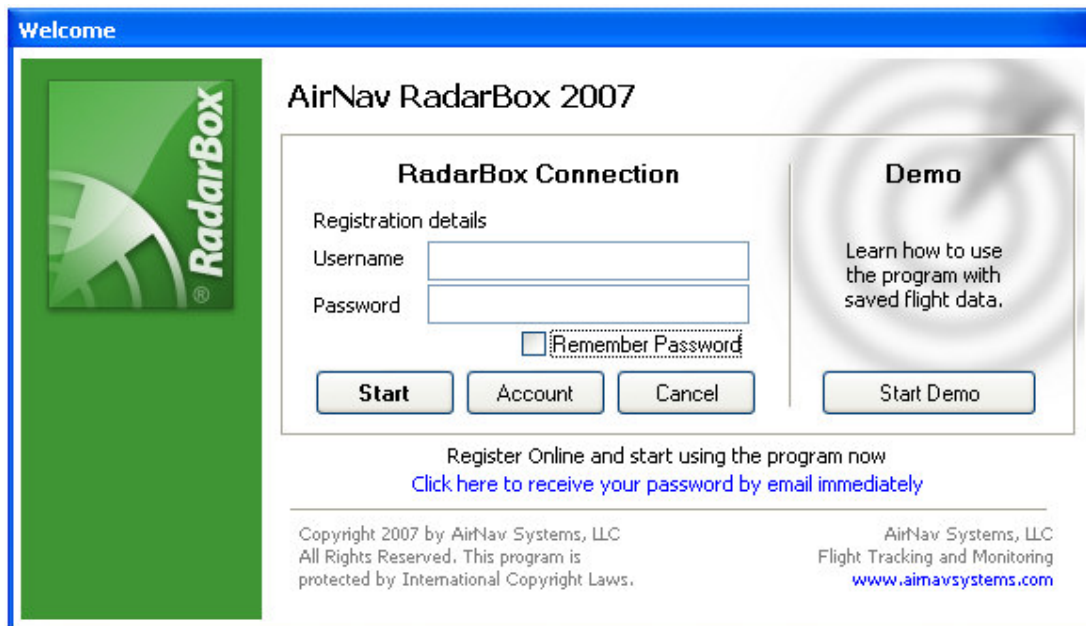 Welcome
RadarBox ®
AirNav RadarBox 2007
RadarBox Connection
Registration details
Username
Password
Remember Password
Start
Account
Cancel
Demo
Learn how to use
the program with
saved flight data.
Start Demo
Register Online and start using the program now
Click here to receive your password by email immediately
Copyright 2007 by AirNav Systems, LLC
All Rights Reserved. This program is
protected by International Copyright Laws.
AirNav Systems, LLC
Flight Tracking and Monitoring
www.airnavsystems.com